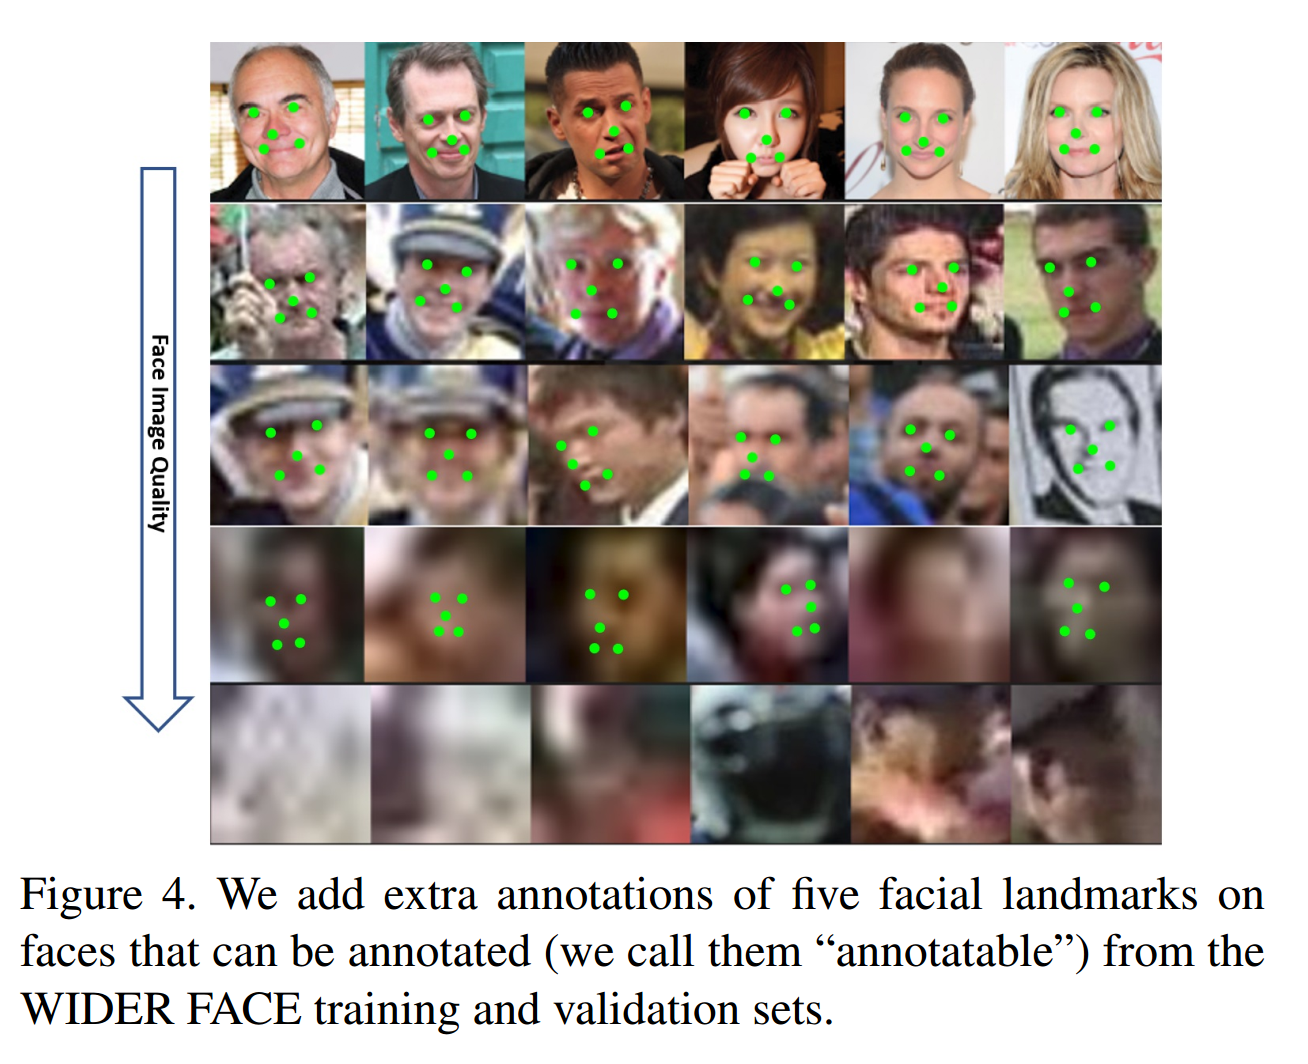 Face Image Quality
Figure 4. We add extra annotations of five facial landmarks on
faces that can be annotated (we call them “annotatable”) from the
WIDER FACE training and validation sets.